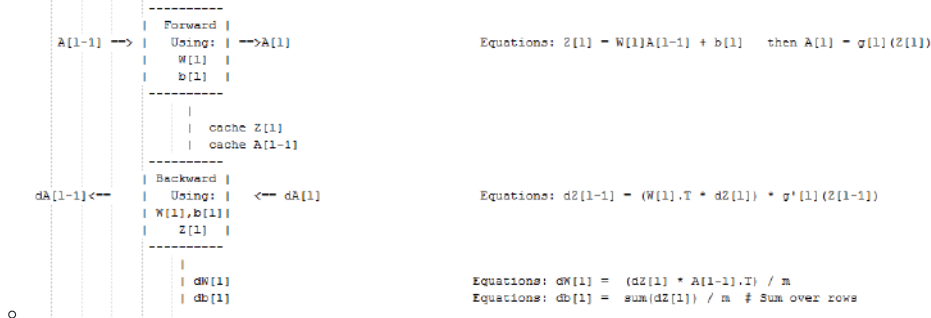 ----------
| Forward |
A[l-1] ==> | Using: | ==>A[l] Equations: Z[l] = W[l]A[l-1] + b[l] then A[l] = g[l](Z[l])
| W[l] |
| b[l] |
----------
|
| cache Z[l]
| cache A[l-1]
----------
| Backward |
dA[l-1]<== | Using: | <== dA[l] Equations: dZ[l-1] = (W[l].T * dZ[l]) * g'[l](Z[l-1])
| W[l],b[l]|
| Z[l] |
----------
|
| dW[l] Equations: dW[l] = (dZ[l] * A[l-1].T) / m
| db[l] Equations: db[l] = sum(dZ[l]) / m # Sum over rows